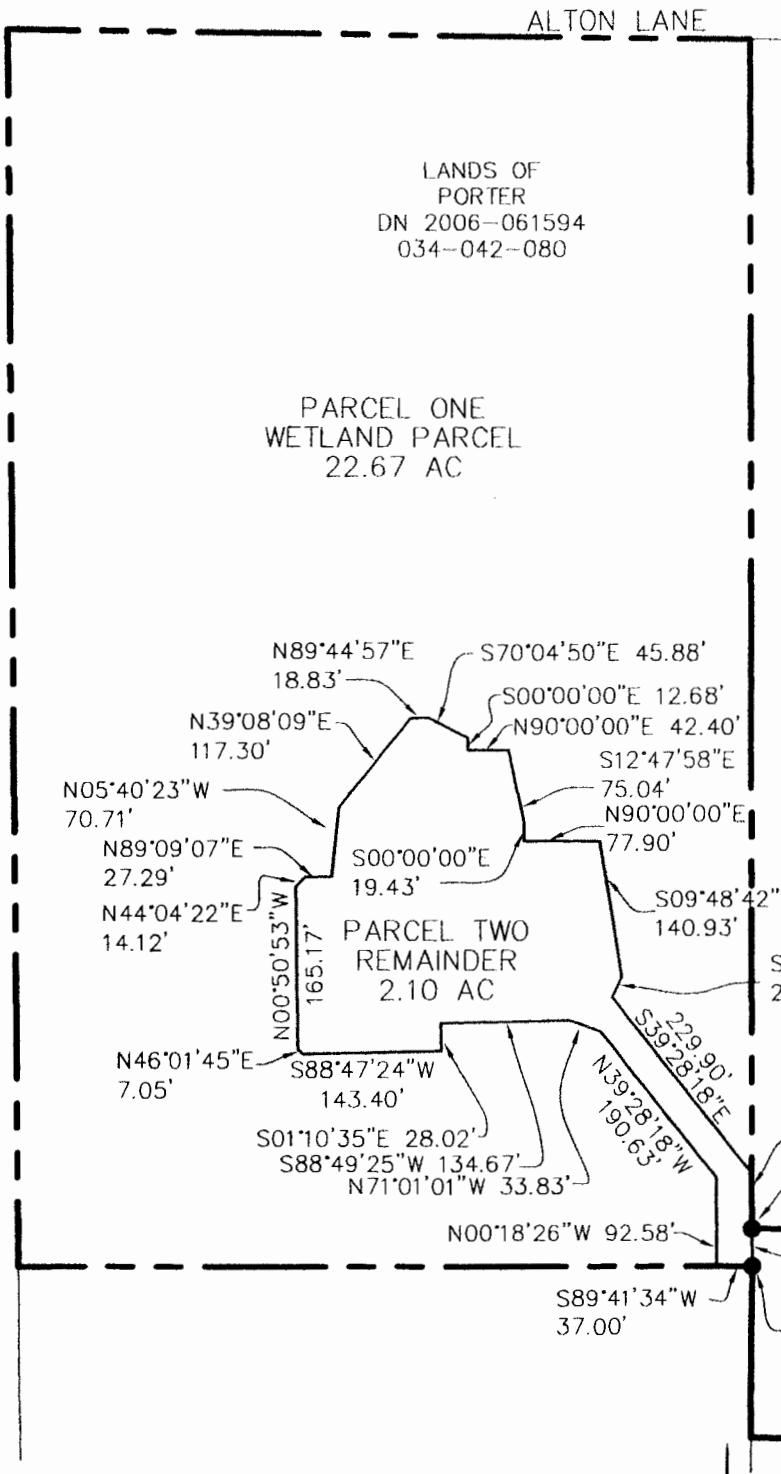 ALTON LANE
LANDS OF
PORTER
DN 2006-061594
034-042-080
PARCEL ONE
WETLAND PARCEL
22.67 AC
N89°44'57"E
18.83'
S70°04'50"E 45.88'
S00°00'00"E 12.68'
N90°00'00"E 42.40'
N39°08'09"E
117.30'
S12°47'58"E
75.04'
N05°40'23"W
70.71'
N90°00'00"E
77.90'
N89°09'07"E
27.29'
S00°00'00"E
19.43'
N44°04'22"E
14.12'
S09°48'42"
140.93'
N00°50'53"W
165.17'
PARCEL TWO
REMAINDER
2.10 AC
S
2
229.90'
S39°28'18"E
N46°01'45"E
7.05'
S88°47'24"W
143.40'
N39°28'18"W
190.63'
S01°10'35"E 28.02'
S88°49'25"W 134.67'
N71°01'01"W 33.83'
N00°18'26"W 92.58'
S89°41'34"W
37.00'